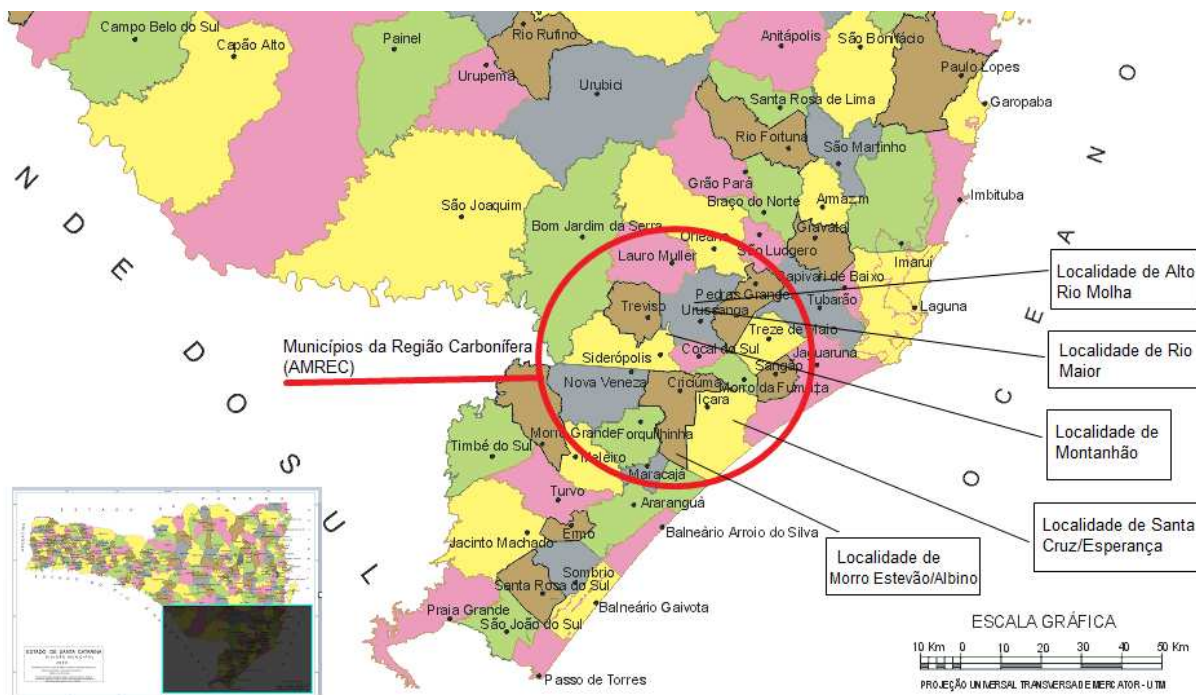 Campo Belo do Sul
Capão Alto
Painel
Rio Rufino
Urupema
Urubici
Anitápolis
São Bonifácio
Paulo Lopes
Garopaba
Santa Rosa de Lima
Rio Fortuna
São Martinho
Grão Pará
Braço do Norte
Imbituba
São Joaquim
Bom Jardim da Serra
Orleans
São Ludgero
Gravatal
Imaruí
Lauro Muller
Capivari de Baixo
Pedras Grandes
Tubarão
Laguna
Treviso
Urussanga
Treze de Maio
Cocal do Sul
Jaguaruna
Siderópolis
Sangão
Nova Veneza
Criciúma
Morro da Fumaça
Içara
Timbé do Sul
Morro Grande
Forquilhinha
Meleiro
Maracajá
Turvo
Araranguá
Balneário Arroio do Silva
Ermo
Jacinto Machado
Sombrio
Santa Rosa do Sul
Balneário Gaivota
Praia Grande
São João do Sul
Passo de Torres
N D E D O S U L
O C E A N O
Municípios da Região Carbonífera
(AMREC)
Localidade de Alto
Rio Molha
Localidade de Rio
Maior
Localidade de
Montanhão
Localidade de Santa
Cruz/Esperança
Localidade de
Morro Estevão/Albino
ESTADO DE SANTA CATARINA
ESCALA GRÁFICA
10 Km 0 10 20 30 40 50 Km
PROJEÇÃO UNIVERSAL TRANSVERSA DE MERCATOR - UTM